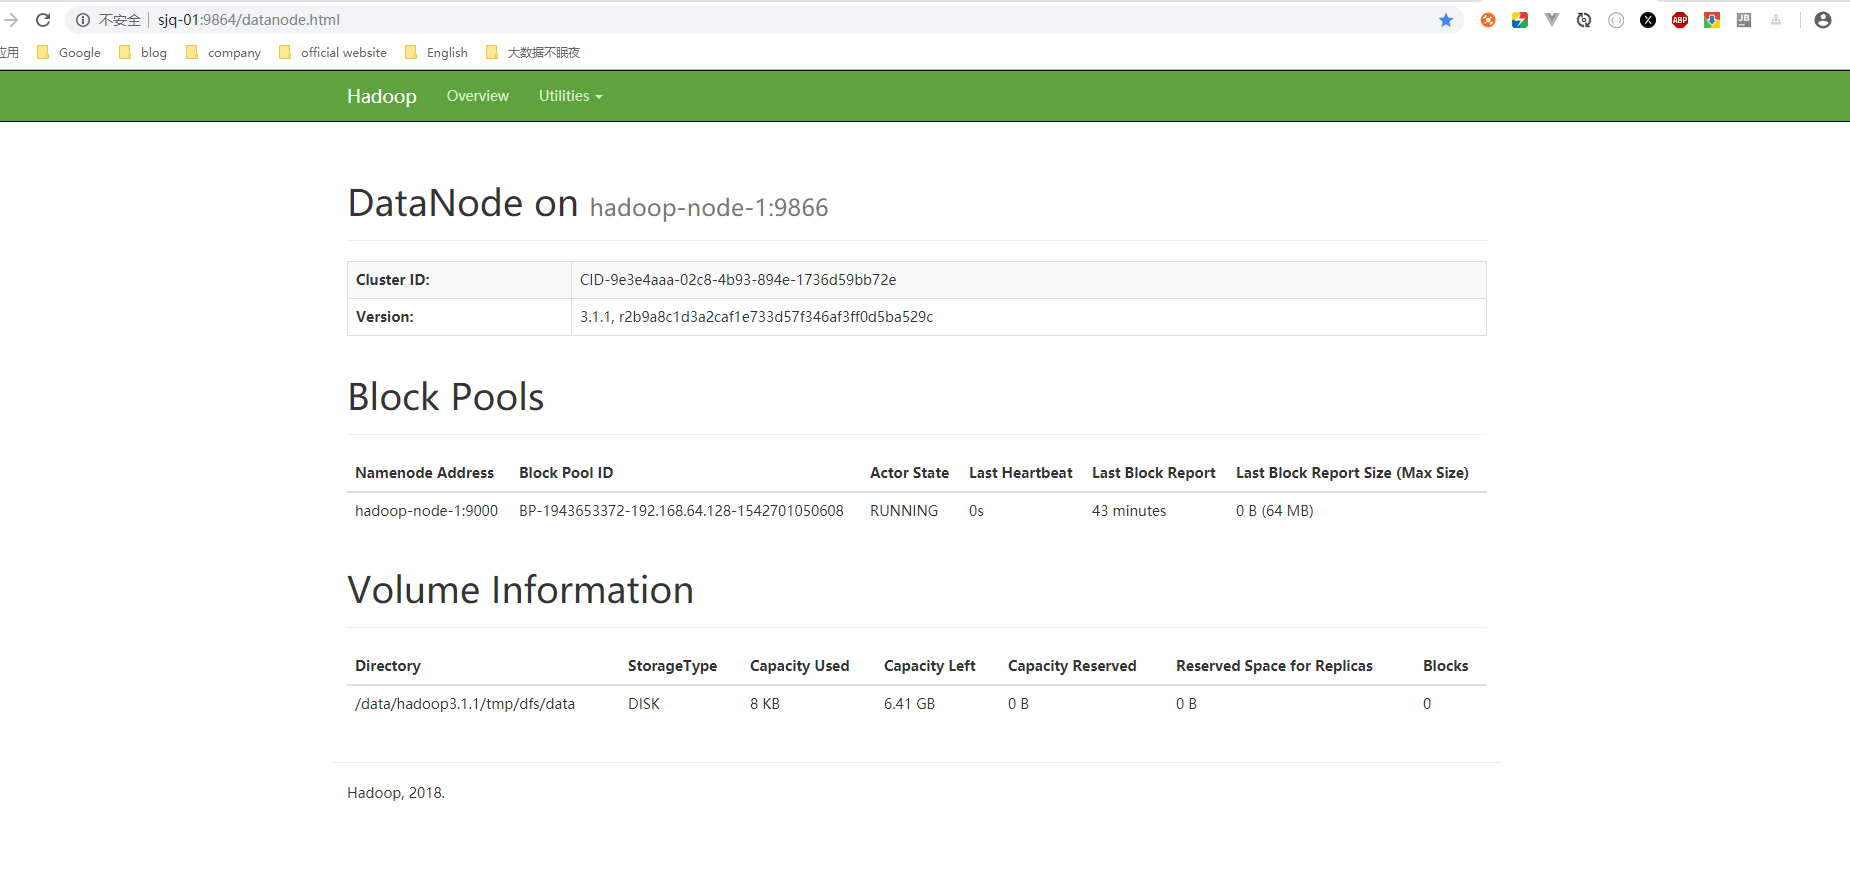 不安全 sjq-01:9864/datanode.html
应用 Google blog company official website English 大数据不眠夜
Hadoop Overview Utilities
DataNode on hadoop-node-1:9866
Cluster ID: CID-9e3e4aaa-02c8-4b93-894e-1736d59bb72e
Version: 3.1.1, r2b9a8c1d3a2caf1e733d57f346af3ff0d5ba529c
Block Pools
Namenode Address Block Pool ID Actor State Last Heartbeat Last Block Report Last Block Report Size (Max Size)
hadoop-node-1:9000 BP-1943653372-192.168.64.128-1542701050608 RUNNING 0s 43 minutes 0 B (64 MB)
Volume Information
Directory StorageType Capacity Used Capacity Left Capacity Reserved Reserved Space for Replicas Blocks
/data/hadoop3.1.1/tmp/dfs/data DISK 8 KB 6.41 GB 0 B 0 B 0
Hadoop, 2018.